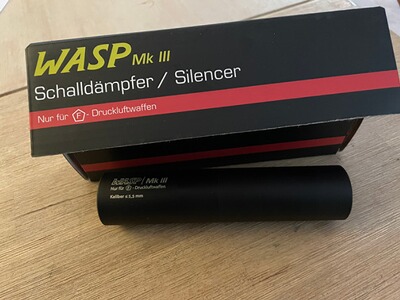 WASP Mk III
Schalldämpfer / Silencer
Nur für F - Druckluftwaffen
WASP / Mk III
Nur für F - Druckluftwaffen
Kaliber ≤ 5,5 mm